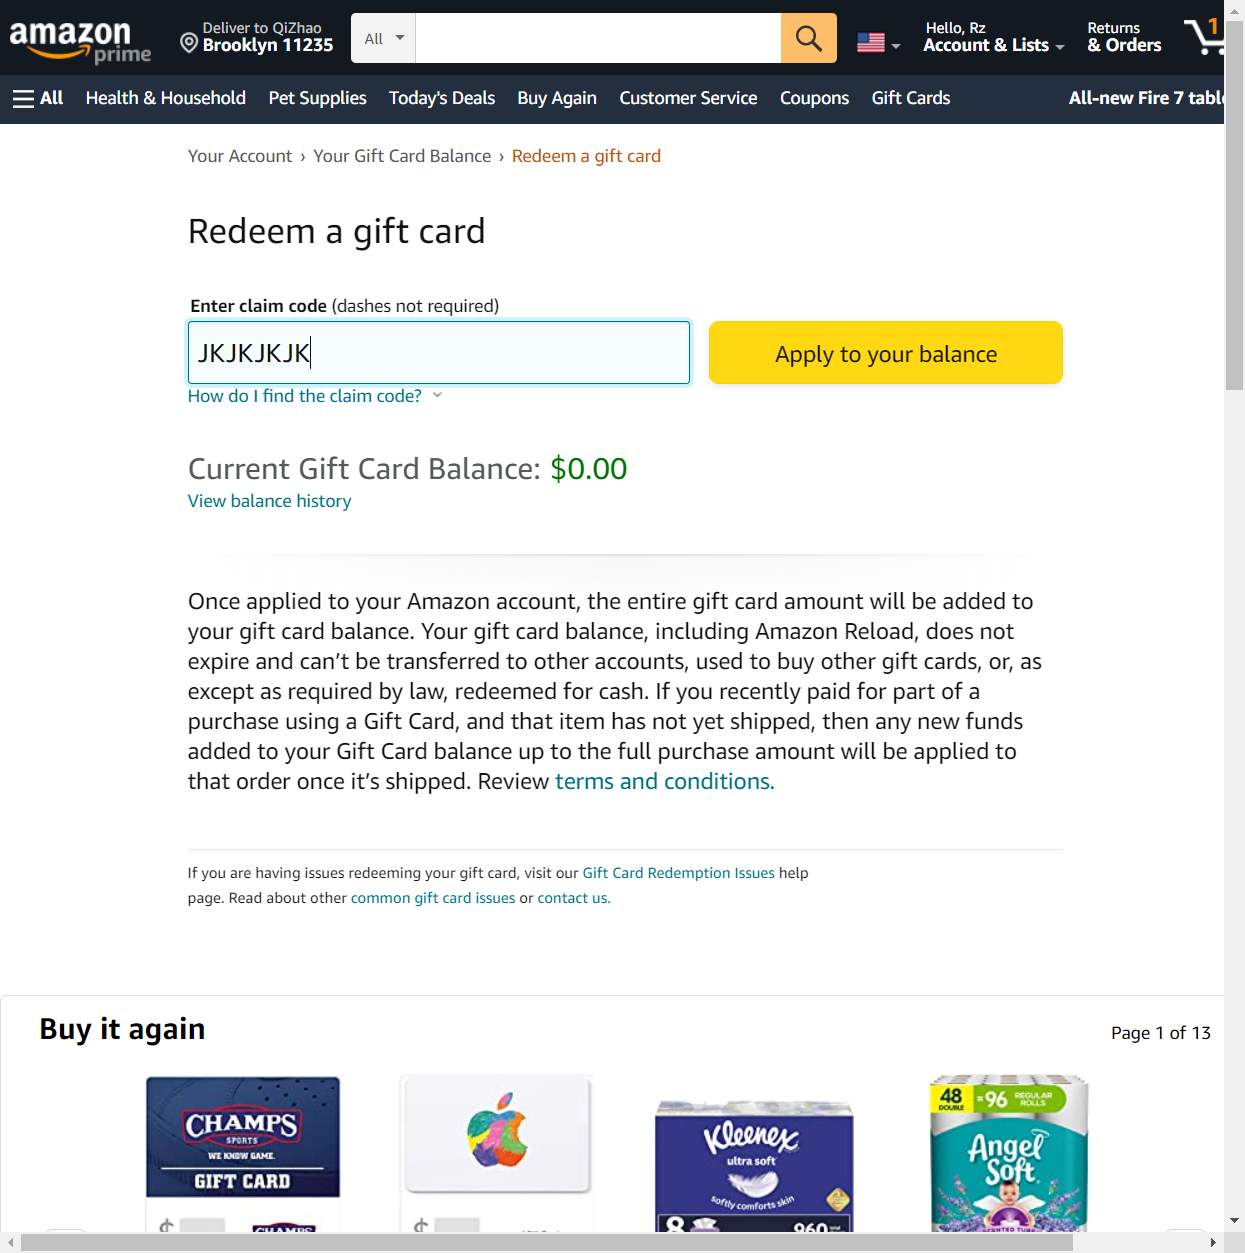 amazon prime
Deliver to QiZhao
Brooklyn 11235
All
Hello, Rz
Account & Lists
Returns
& Orders
1
All
Health & Household
Pet Supplies
Today's Deals
Buy Again
Customer Service
Coupons
Gift Cards
All-new Fire 7 table
Your Account › Your Gift Card Balance › Redeem a gift card
Redeem a gift card
Enter claim code (dashes not required)
JKJKJKJK
Apply to your balance
How do I find the claim code?
Current Gift Card Balance: $0.00
View balance history
Once applied to your Amazon account, the entire gift card amount will be added to
your gift card balance. Your gift card balance, including Amazon Reload, does not
expire and can't be transferred to other accounts, used to buy other gift cards, or, as
except as required by law, redeemed for cash. If you recently paid for part of a
purchase using a Gift Card, and that item has not yet shipped, then any new funds
added to your Gift Card balance up to the full purchase amount will be applied to
that order once it's shipped. Review terms and conditions.
If you are having issues redeeming your gift card, visit our Gift Card Redemption Issues help
page. Read about other common gift card issues or contact us.
Buy it again
Page 1 of 13
CHAMPS
SPORTS
WE KNOW GAME.
GIFT CARD
Kleenex
ultra soft
softly comforts skin
8
960
48
DOUBLE
=96
REGULAR
ROLLS
Angel
Soft